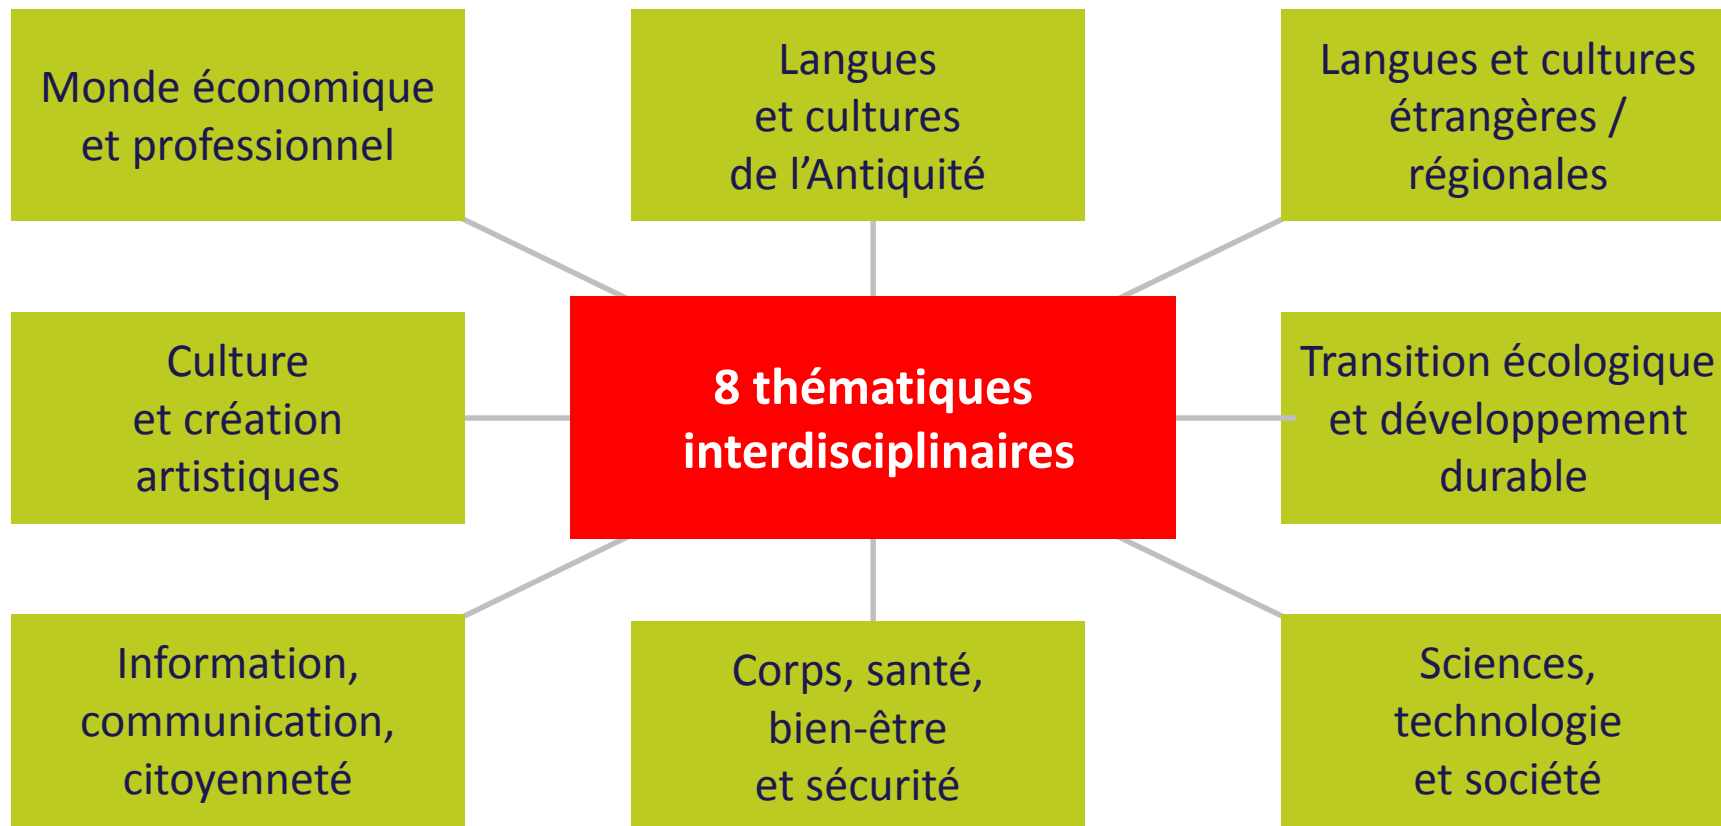 Monde économique
et professionnel
Langues
et cultures
de l’Antiquité
Langues et cultures
étrangères /
régionales
Culture
et création
artistiques
8 thématiques
interdisciplinaires
Transition écologique
et développement
durable
Information,
communication,
citoyenneté
Corps, santé,
bien-être
et sécurité
Sciences,
technologie
et société